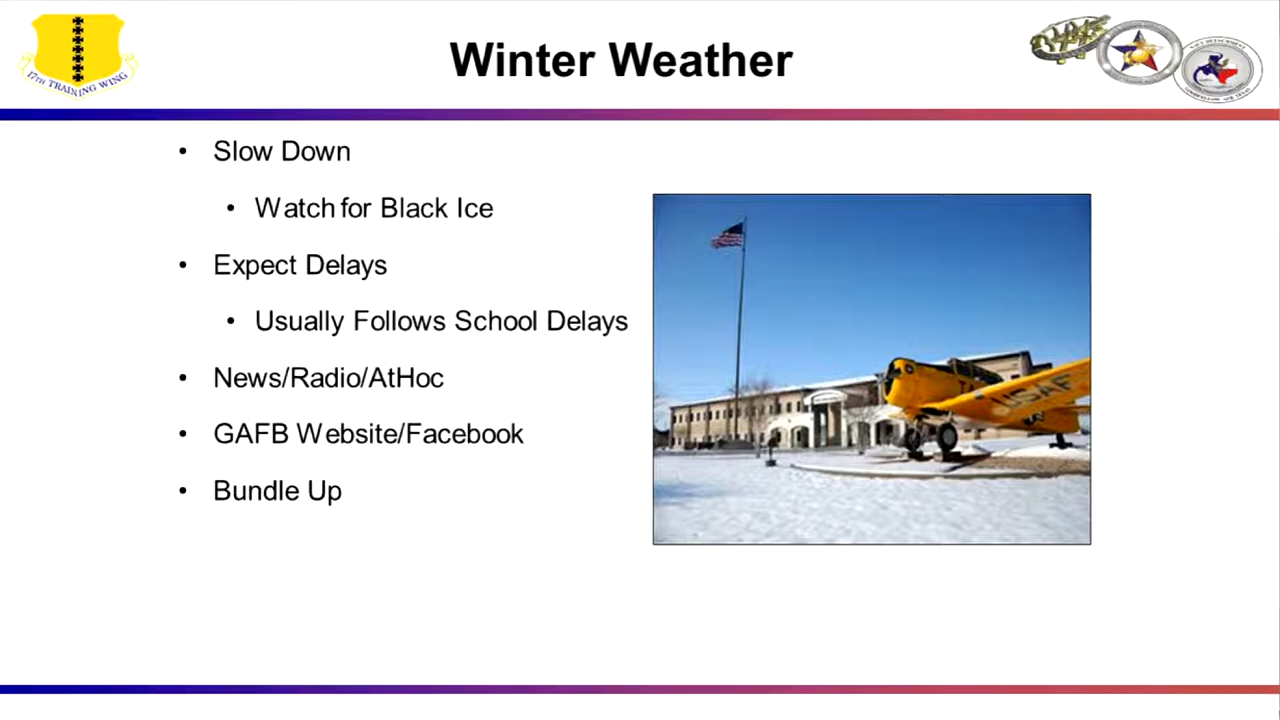 17TH TRAINING WING
Winter Weather
• Slow Down
• Watch for Black Ice
• Expect Delays
• Usually Follows School Delays
• News/Radio/AtHoc
• GAFB Website/Facebook
• Bundle Up
USAF